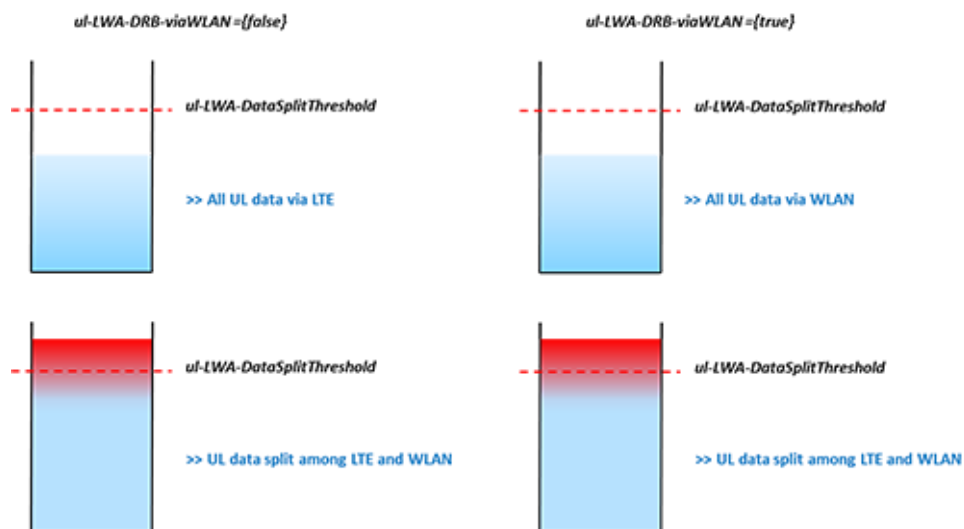 ul-LWA-DRB-viaWLAN ={false}
ul-LWA-DRB-viaWLAN ={true}
ul-LWA-DataSplitThreshold
ul-LWA-DataSplitThreshold
>> All UL data via LTE
>> All UL data via WLAN
ul-LWA-DataSplitThreshold
ul-LWA-DataSplitThreshold
>> UL data split among LTE and WLAN
>> UL data split among LTE and WLAN